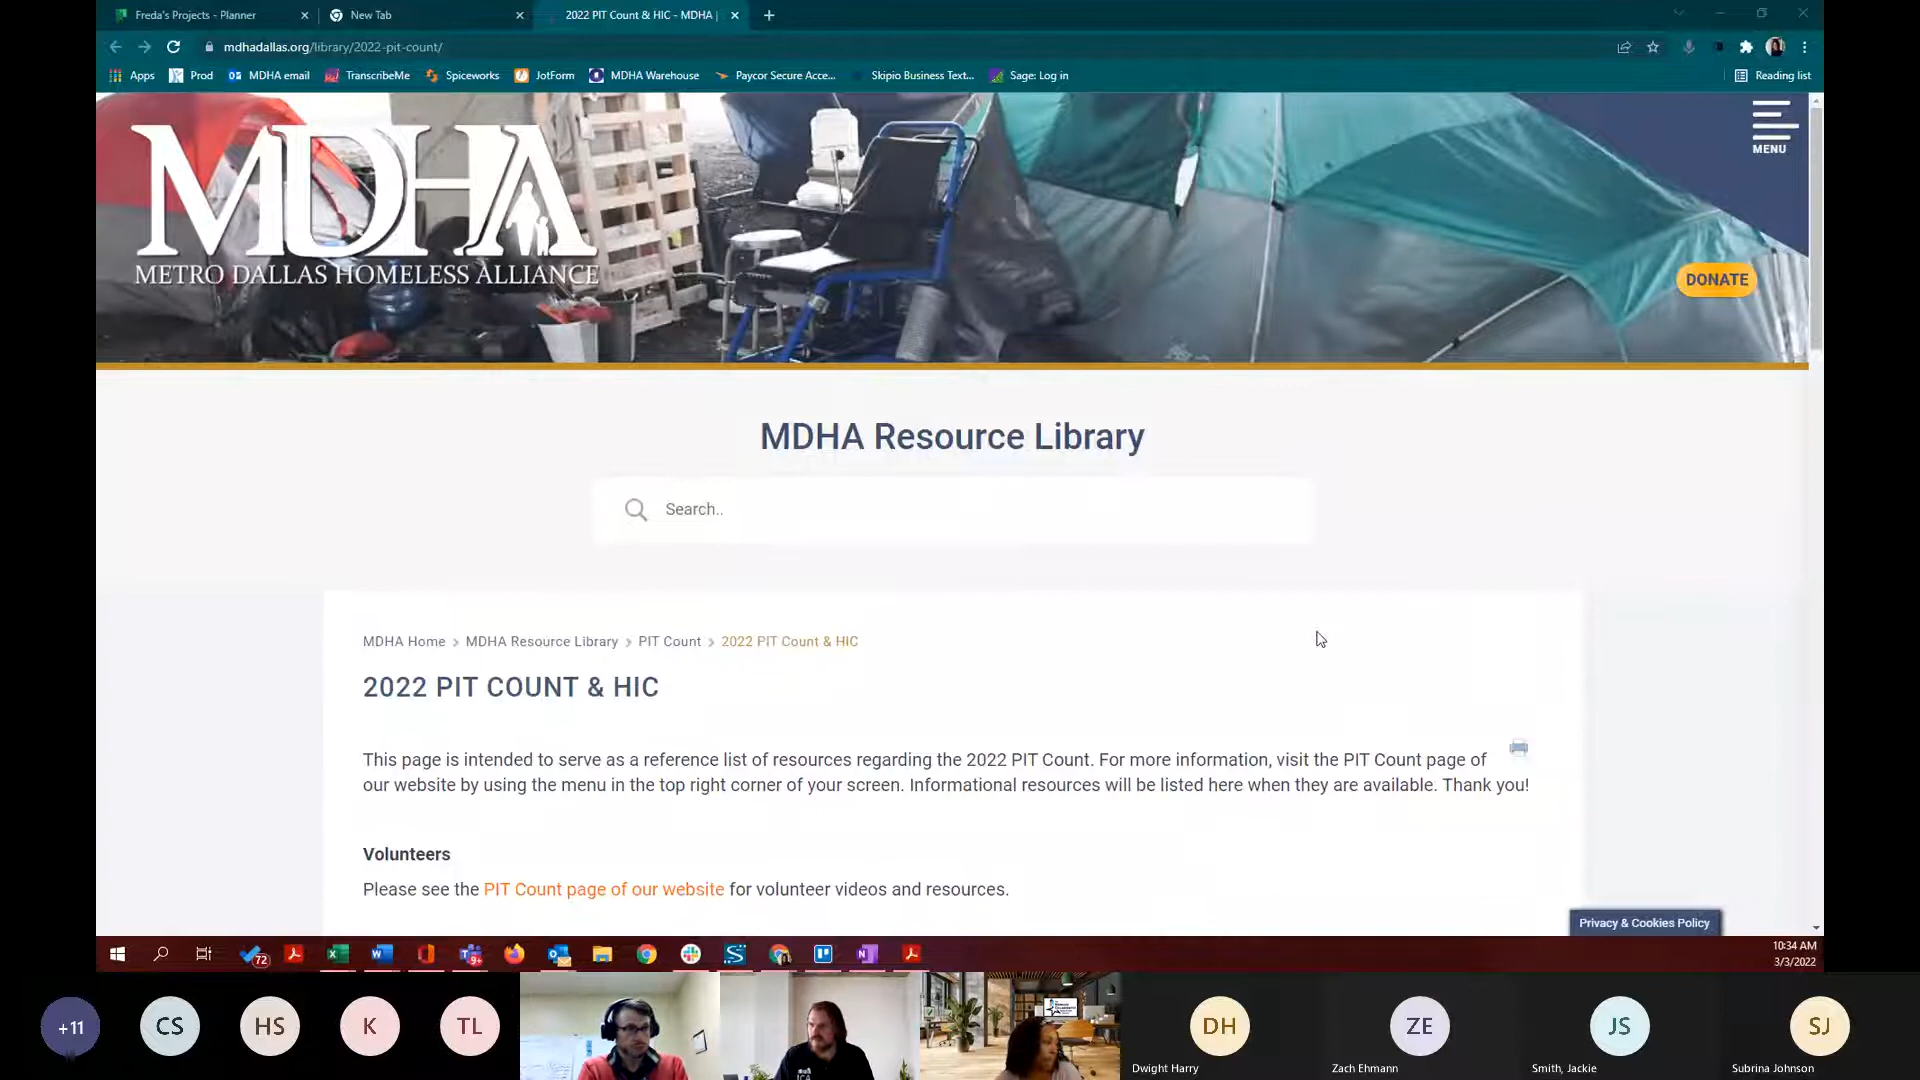 Freda's Projects - Planner
New Tab
2022 PIT Count & HIC - MDHA |
mdhadallas.org/library/2022-pit-count/
Apps
Prod
MDHA email
TranscribeMe
Spiceworks
JotForm
MDHA Warehouse
Paycor Secure Acce...
Skipio Business Text...
Sage: Log in
Reading list
MDHA
METRO DALLAS HOMELESS ALLIANCE
MENU
DONATE
MDHA Resource Library
Search..
MDHA Home > MDHA Resource Library > PIT Count > 2022 PIT Count & HIC
2022 PIT COUNT & HIC
This page is intended to serve as a reference list of resources regarding the 2022 PIT Count. For more information, visit the PIT Count page of
our website by using the menu in the top right corner of your screen. Informational resources will be listed here when they are available. Thank you!
Volunteers
Please see the PIT Count page of our website for volunteer videos and resources.
Privacy & Cookies Policy
72
9+
10:34 AM
3/3/2022
+11
CS
HS
K
TL
DH
ZE
JS
SJ
Dwight Harry
Zach Ehmann
Smith, Jackie
Subrina Johnson